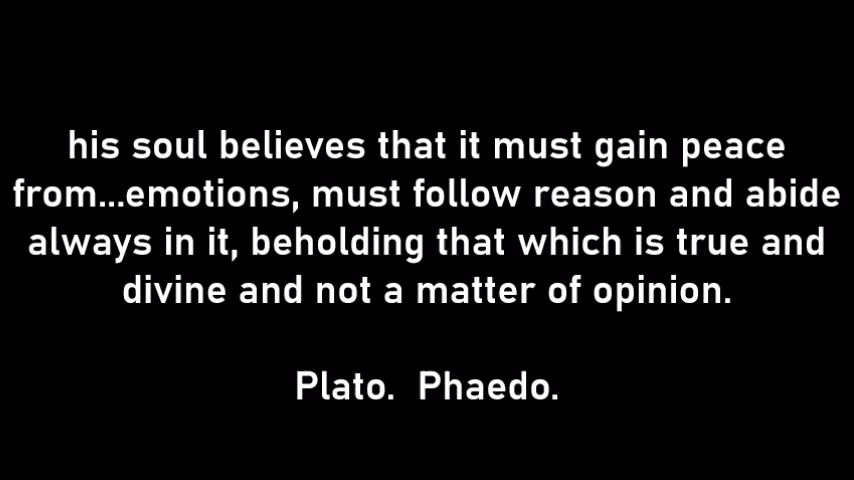 his soul believes that it must gain peace
from...emotions, must follow reason and abide
always in it, beholding that which is true and
divine and not a matter of opinion.
Plato.  Phaedo.